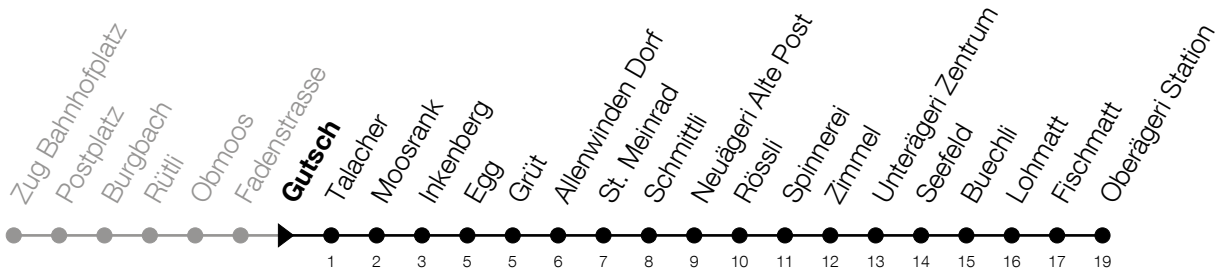 Zug Bahnhofplatz
Postplatz
Burgbach
Rütli
Obmoos
Fadenstrasse
Gutsch
Talacher
Moosrank
Inkenberg
Egg
Grüt
Allenwinden Dorf
St. Meinrad
Schmittli
Neuägeri Alte Post
Rössli
Spinnerei
Zimmel
Unterägeri Zentrum
Seefeld
Buechli
Lohmatt
Fischmatt
Oberägeri Station
1 2 3 5 5 6 7 8 9 10 11 12 13 14 15 16 17 19